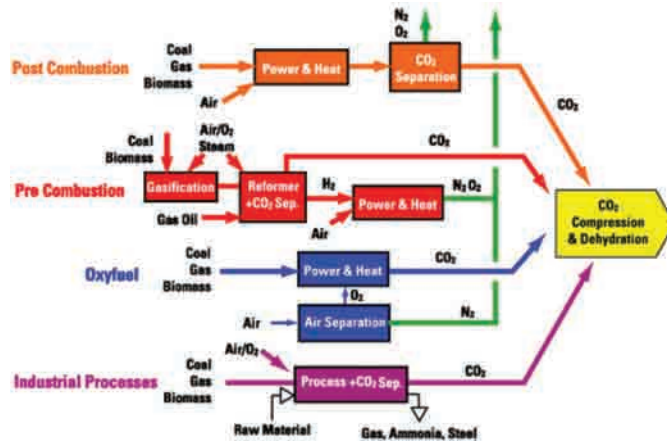 N₂
O₂
Coal
Gas
Biomass
Post Combustion
Power & Heat
CO₂
Separation
Air
CO₂
Coal
Biomass
Air/O₂
Steam
CO₂
Pre Combustion
Gasification
Reformer
+CO₂ Sep.
H₂
Power & Heat
N₂ O₂
Gas Oil
Air
CO₂
Compression
& Dehydration
Coal
Gas
Biomass
Oxyfuel
Power & Heat
CO₂
O₂
Air
Air Separation
N₂
Air/O₂
Coal
Gas
Biomass
Industrial Processes
Process +CO₂ Sep.
CO₂
Raw Material
Gas, Ammonia, Steel